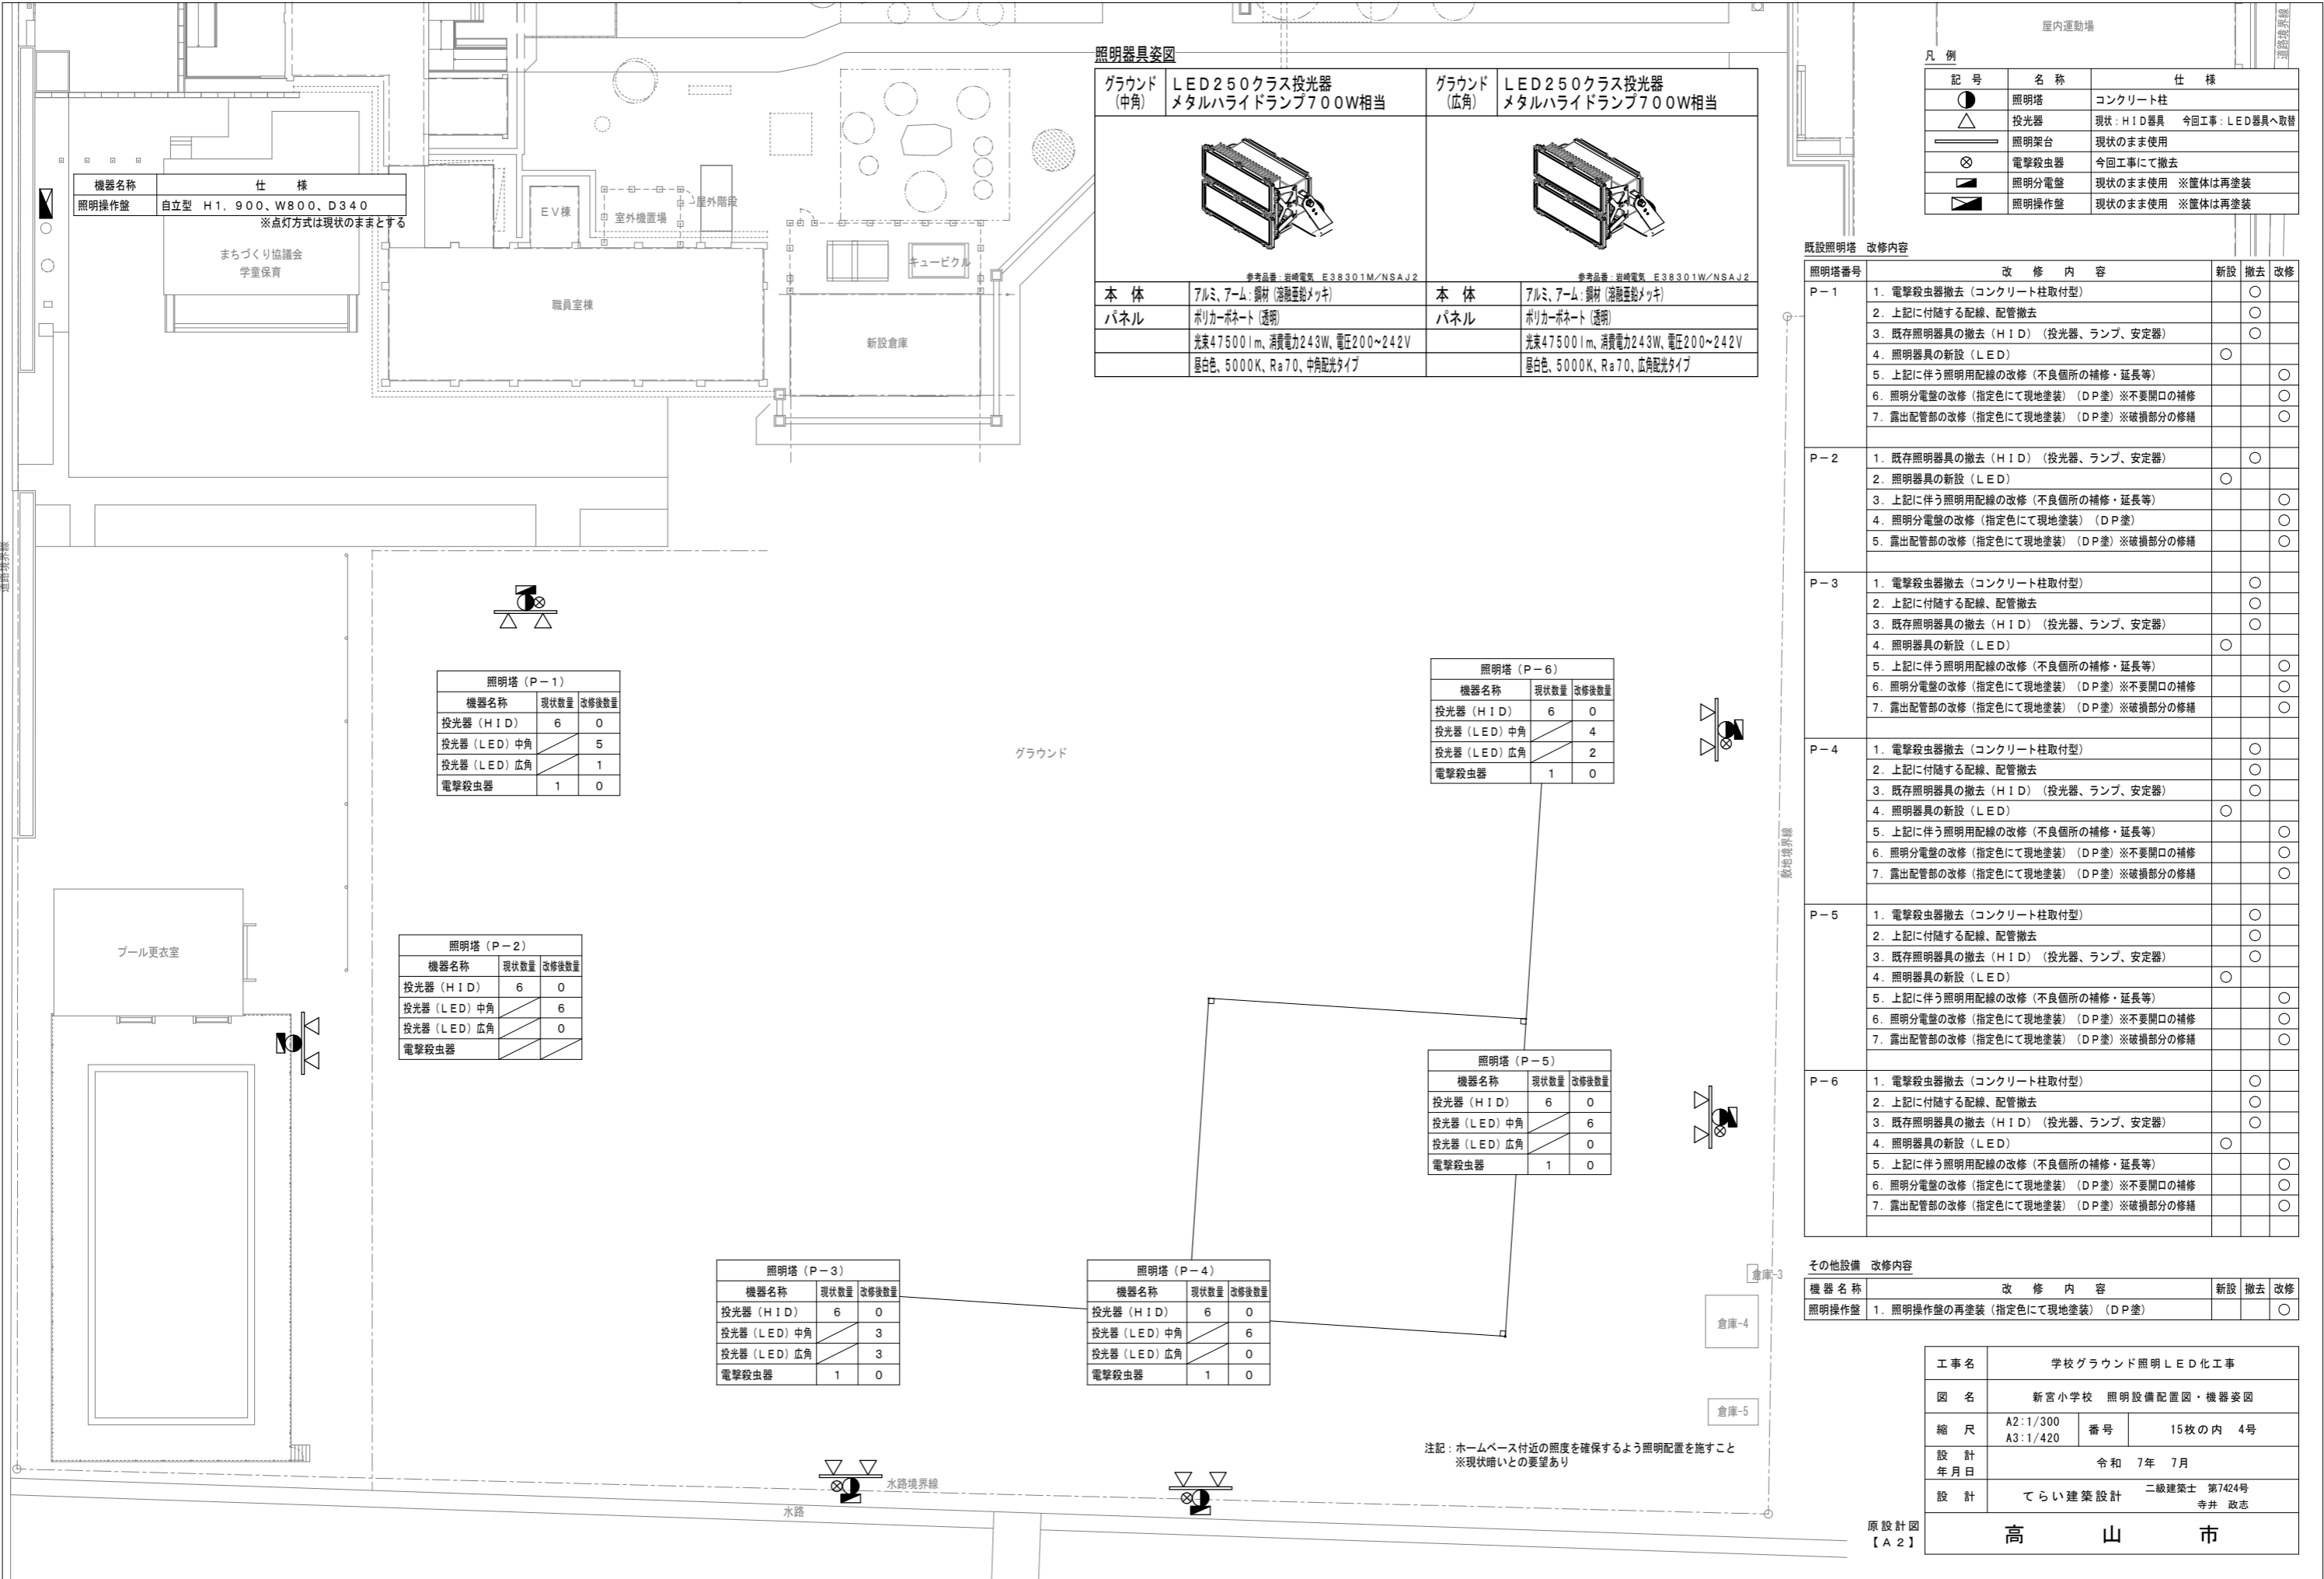 屋内運動場
道路境界線
照明器具姿図
グラウンド(中角) LED250クラス投光器 メタルハライドランプ700W相当
グラウンド(広角) LED250クラス投光器 メタルハライドランプ700W相当
参考品番:岩崎電気 E38301M/NSAJ2
参考品番:岩崎電気 E38301W/NSAJ2
本 体 アルミ、アーム:鋼材(溶融亜鉛メッキ) 本 体 アルミ、アーム:鋼材(溶融亜鉛メッキ)
パネル ポリカーボネート(透明) パネル ポリカーボネート(透明)
光束47500lm、消費電力243W、電圧200~242V 光束47500lm、消費電力243W、電圧200~242V
昼白色、5000K、Ra70、中角配光タイプ 昼白色、5000K、Ra70、広角配光タイプ
凡 例
記 号 名 称 仕 様
照明塔 コンクリート柱
投光器 現状:HID器具 今回工事:LED器具へ取替
照明架台 現状のまま使用
電撃殺虫器 今回工事にて撤去
照明分電盤 現状のまま使用 ※筐体は再塗装
照明操作盤 現状のまま使用 ※筐体は再塗装
機器名称 仕 様
照明操作盤 自立型 H1,900、W800、D340
※点灯方式は現状のままとする
まちづくり協議会
学童保育
EV棟
室外機置場
屋外階段
キュービクル
職員室棟
新設倉庫
既設照明塔 改修内容
照明塔番号 改 修 内 容 新設 撤去 改修
P-1 1.電撃殺虫器撤去(コンクリート柱取付型) ○
2.上記に付随する配線、配管撤去 ○
3.既存照明器具の撤去(HID)(投光器、ランプ、安定器) ○
4.照明器具の新設(LED) ○
5.上記に伴う照明用配線の改修(不良個所の補修・延長等) ○
6.照明分電盤の改修(指定色にて現地塗装)(DP塗)※不要開口の補修 ○
7.露出配管部の改修(指定色にて現地塗装)(DP塗)※破損部分の修繕 ○
P-2 1.既存照明器具の撤去(HID)(投光器、ランプ、安定器) ○
2.照明器具の新設(LED) ○
3.上記に伴う照明用配線の改修(不良個所の補修・延長等) ○
4.照明分電盤の改修(指定色にて現地塗装)(DP塗) ○
5.露出配管部の改修(指定色にて現地塗装)(DP塗)※破損部分の修繕 ○
P-3 1.電撃殺虫器撤去(コンクリート柱取付型) ○
2.上記に付随する配線、配管撤去 ○
3.既存照明器具の撤去(HID)(投光器、ランプ、安定器) ○
4.照明器具の新設(LED) ○
5.上記に伴う照明用配線の改修(不良個所の補修・延長等) ○
6.照明分電盤の改修(指定色にて現地塗装)(DP塗)※不要開口の補修 ○
7.露出配管部の改修(指定色にて現地塗装)(DP塗)※破損部分の修繕 ○
P-4 1.電撃殺虫器撤去(コンクリート柱取付型) ○
2.上記に付随する配線、配管撤去 ○
3.既存照明器具の撤去(HID)(投光器、ランプ、安定器) ○
4.照明器具の新設(LED) ○
5.上記に伴う照明用配線の改修(不良個所の補修・延長等) ○
6.照明分電盤の改修(指定色にて現地塗装)(DP塗)※不要開口の補修 ○
7.露出配管部の改修(指定色にて現地塗装)(DP塗)※破損部分の修繕 ○
P-5 1.電撃殺虫器撤去(コンクリート柱取付型) ○
2.上記に付随する配線、配管撤去 ○
3.既存照明器具の撤去(HID)(投光器、ランプ、安定器) ○
4.照明器具の新設(LED) ○
5.上記に伴う照明用配線の改修(不良個所の補修・延長等) ○
6.照明分電盤の改修(指定色にて現地塗装)(DP塗)※不要開口の補修 ○
7.露出配管部の改修(指定色にて現地塗装)(DP塗)※破損部分の修繕 ○
P-6 1.電撃殺虫器撤去(コンクリート柱取付型) ○
2.上記に付随する配線、配管撤去 ○
3.既存照明器具の撤去(HID)(投光器、ランプ、安定器) ○
4.照明器具の新設(LED) ○
5.上記に伴う照明用配線の改修(不良個所の補修・延長等) ○
6.照明分電盤の改修(指定色にて現地塗装)(DP塗)※不要開口の補修 ○
7.露出配管部の改修(指定色にて現地塗装)(DP塗)※破損部分の修繕 ○
道路境界線
照明塔(P-1)
機器名称 現状数量 改修後数量
投光器(HID) 6 0
投光器(LED)中角 5
投光器(LED)広角 1
電撃殺虫器 1 0
グラウンド
照明塔(P-6)
機器名称 現状数量 改修後数量
投光器(HID) 6 0
投光器(LED)中角 4
投光器(LED)広角 2
電撃殺虫器 1 0
敷地境界線
プール更衣室
照明塔(P-2)
機器名称 現状数量 改修後数量
投光器(HID) 6 0
投光器(LED)中角 6
投光器(LED)広角 0
電撃殺虫器
照明塔(P-5)
機器名称 現状数量 改修後数量
投光器(HID) 6 0
投光器(LED)中角 6
投光器(LED)広角 0
電撃殺虫器 1 0
照明塔(P-3)
機器名称 現状数量 改修後数量
投光器(HID) 6 0
投光器(LED)中角 3
投光器(LED)広角 3
電撃殺虫器 1 0
照明塔(P-4)
機器名称 現状数量 改修後数量
投光器(HID) 6 0
投光器(LED)中角 6
投光器(LED)広角 0
電撃殺虫器 1 0
倉庫-3
倉庫-4
倉庫-5
その他設備 改修内容
機器名称 改 修 内 容 新設 撤去 改修
照明操作盤 1.照明操作盤の再塗装(指定色にて現地塗装)(DP塗) ○
注記:ホームベース付近の照度を確保するよう照明配置を施すこと
※現状暗いとの要望あり
水路境界線
水路
工事名 学校グラウンド照明LED化工事
図 名 新宮小学校 照明設備配置図・機器姿図
縮 尺 A2:1/300 A3:1/420 番号 15枚の内 4号
設 計 年月日 令和 7年 7月
設 計 てらい建築設計 二級建築士 第7424号 寺井 政志
原設計図
【A2】
高 山 市